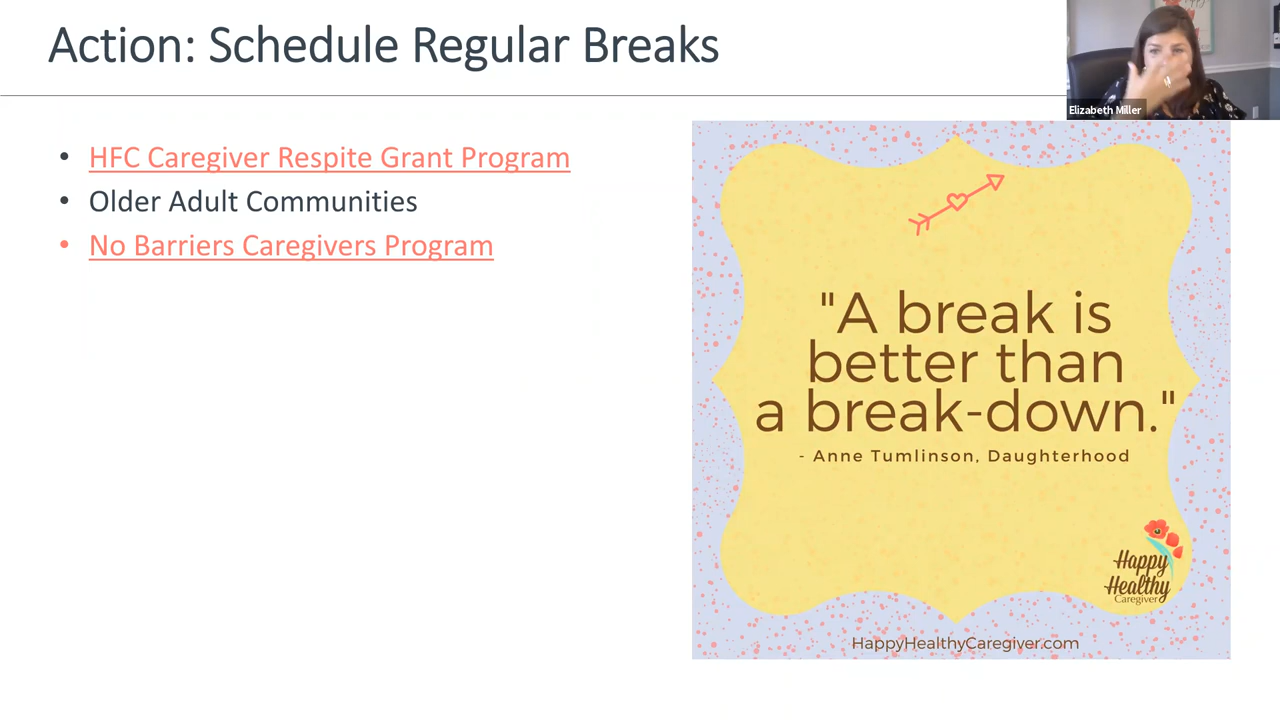 Action: Schedule Regular Breaks
Elizabeth Miller
• HFC Caregiver Respite Grant Program
• Older Adult Communities
• No Barriers Caregivers Program
"A break is
better than
a break-down."
- Anne Tumlinson, Daughterhood
Happy
Healthy
Caregiver
HappyHealthyCaregiver.com